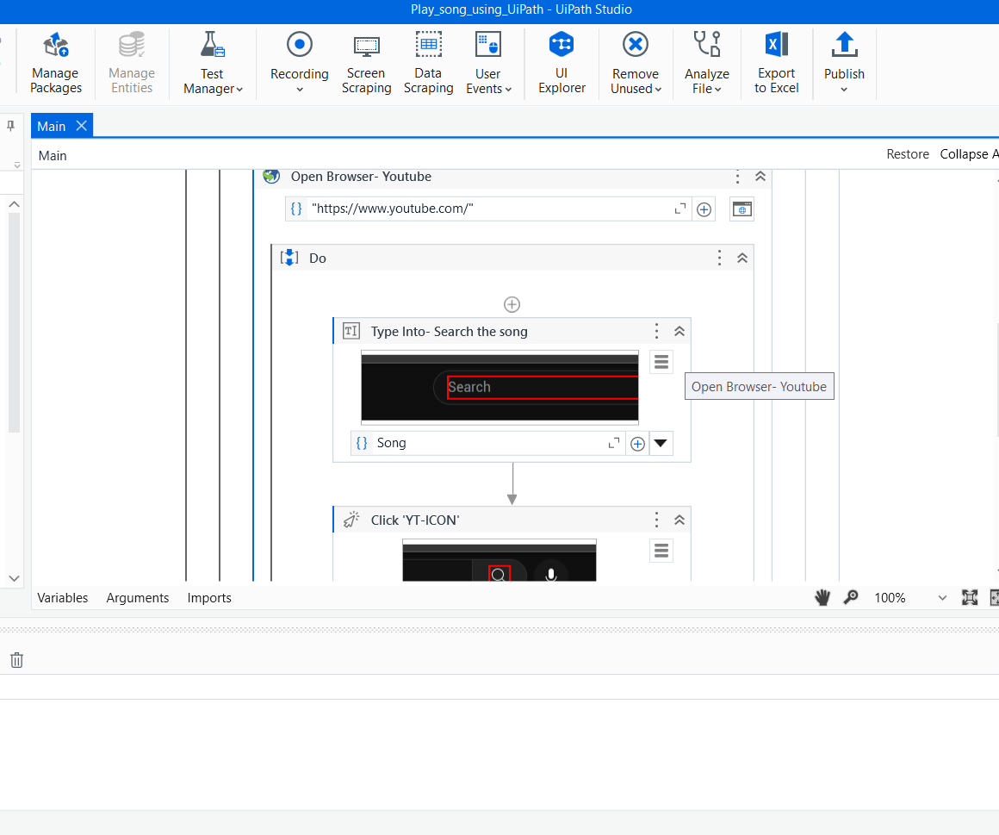 Play_song_using_UiPath - UiPath Studio
Manage Packages
Manage Entities
Test Manager
Recording
Screen Scraping
Data Scraping
User Events
UI Explorer
Remove Unused
Analyze File
Export to Excel
Publish
Main
Main
Restore
Collapse A
Open Browser- Youtube
{} "https://www.youtube.com/"
Do
TI
Type Into- Search the song
Search
Open Browser- Youtube
{} Song
Click 'YT-ICON'
Variables
Arguments
Imports
100%